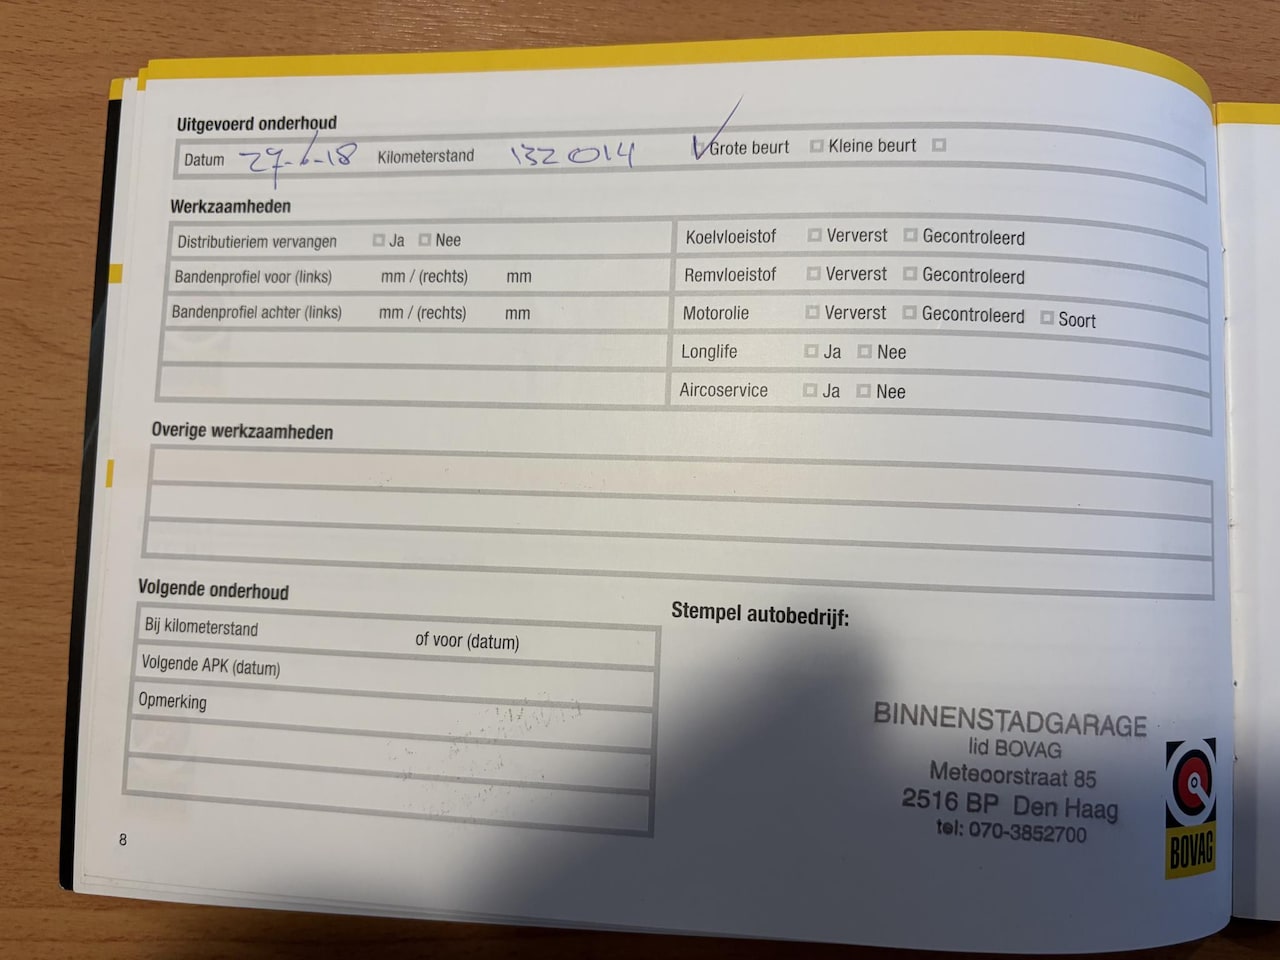 Uitgevoerd onderhoud
Datum 27-6-18 Kilometerstand 132014 Grote beurt Kleine beurt
Werkzaamheden
Distributieriem vervangen Ja Nee
Bandenprofiel voor (links) mm / (rechts) mm
Bandenprofiel achter (links) mm / (rechts) mm
Koelvloeistof Ververst Gecontroleerd
Remvloeistof Ververst Gecontroleerd
Motorolie Ververst Gecontroleerd Soort
Longlife Ja Nee
Aircoservice Ja Nee
Overige werkzaamheden
Volgende onderhoud
Bij kilometerstand of voor (datum)
Volgende APK (datum)
Opmerking
Stempel autobedrijf:
BINNENSTADGARAGE
lid BOVAG
Meteoorstraat 85
2516 BP Den Haag
tel: 070-3852700
BOVAG
8